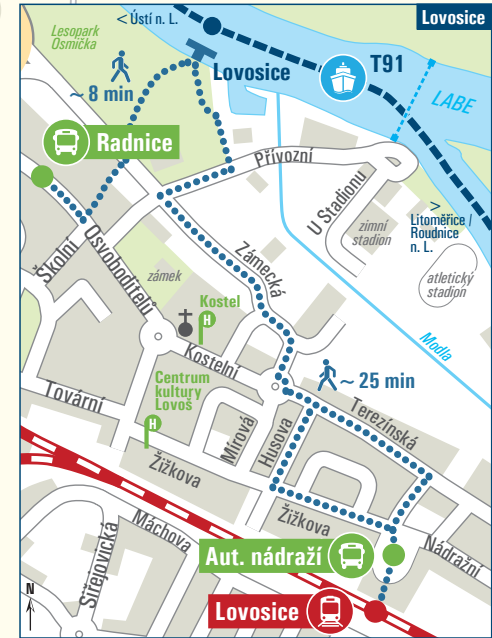 < Ústí n. L.
Lovosice
Lesopark
Osmička
Lovosice
T91
LABE
~ 8 min
Radnice
Přívozní
U Stadionu
>
Litoměřice /
Roudnice
n. L.
zimní
stadion
atletický
stadion
Školní
Osvoboditelů
zámek
Zámecká
Kostel
H
Kostelní
Modla
~ 25 min
Centrum
kultury
Lovoš
H
Tovární
Mírová
Husova
Terezínská
Žižkova
Žižkova
Nádražní
Máchova
Siřejovická
Aut. nádraží
Lovosice
N